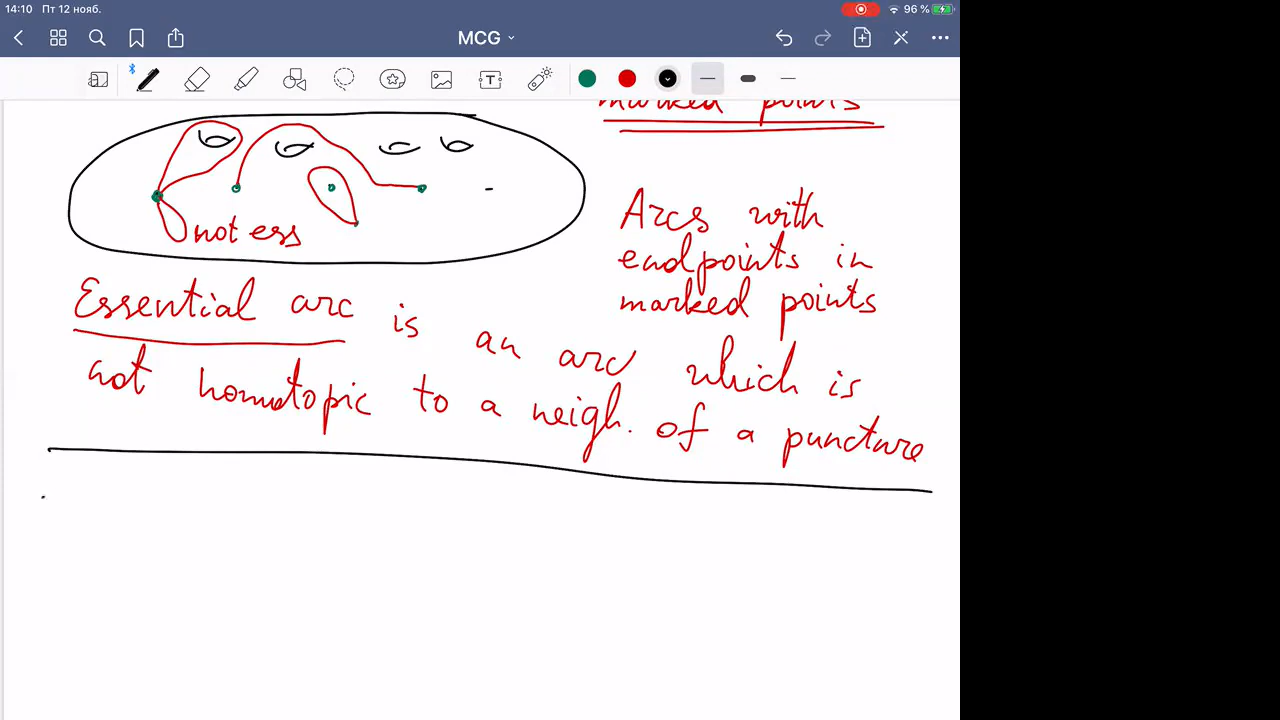 14:10 Пт 12 нояб.
96 %
MCG
T
marked points
not ess
Arcs with
endpoints in
marked points
Essential arc is an arc which is
not homotopic to a neigh. of a puncture